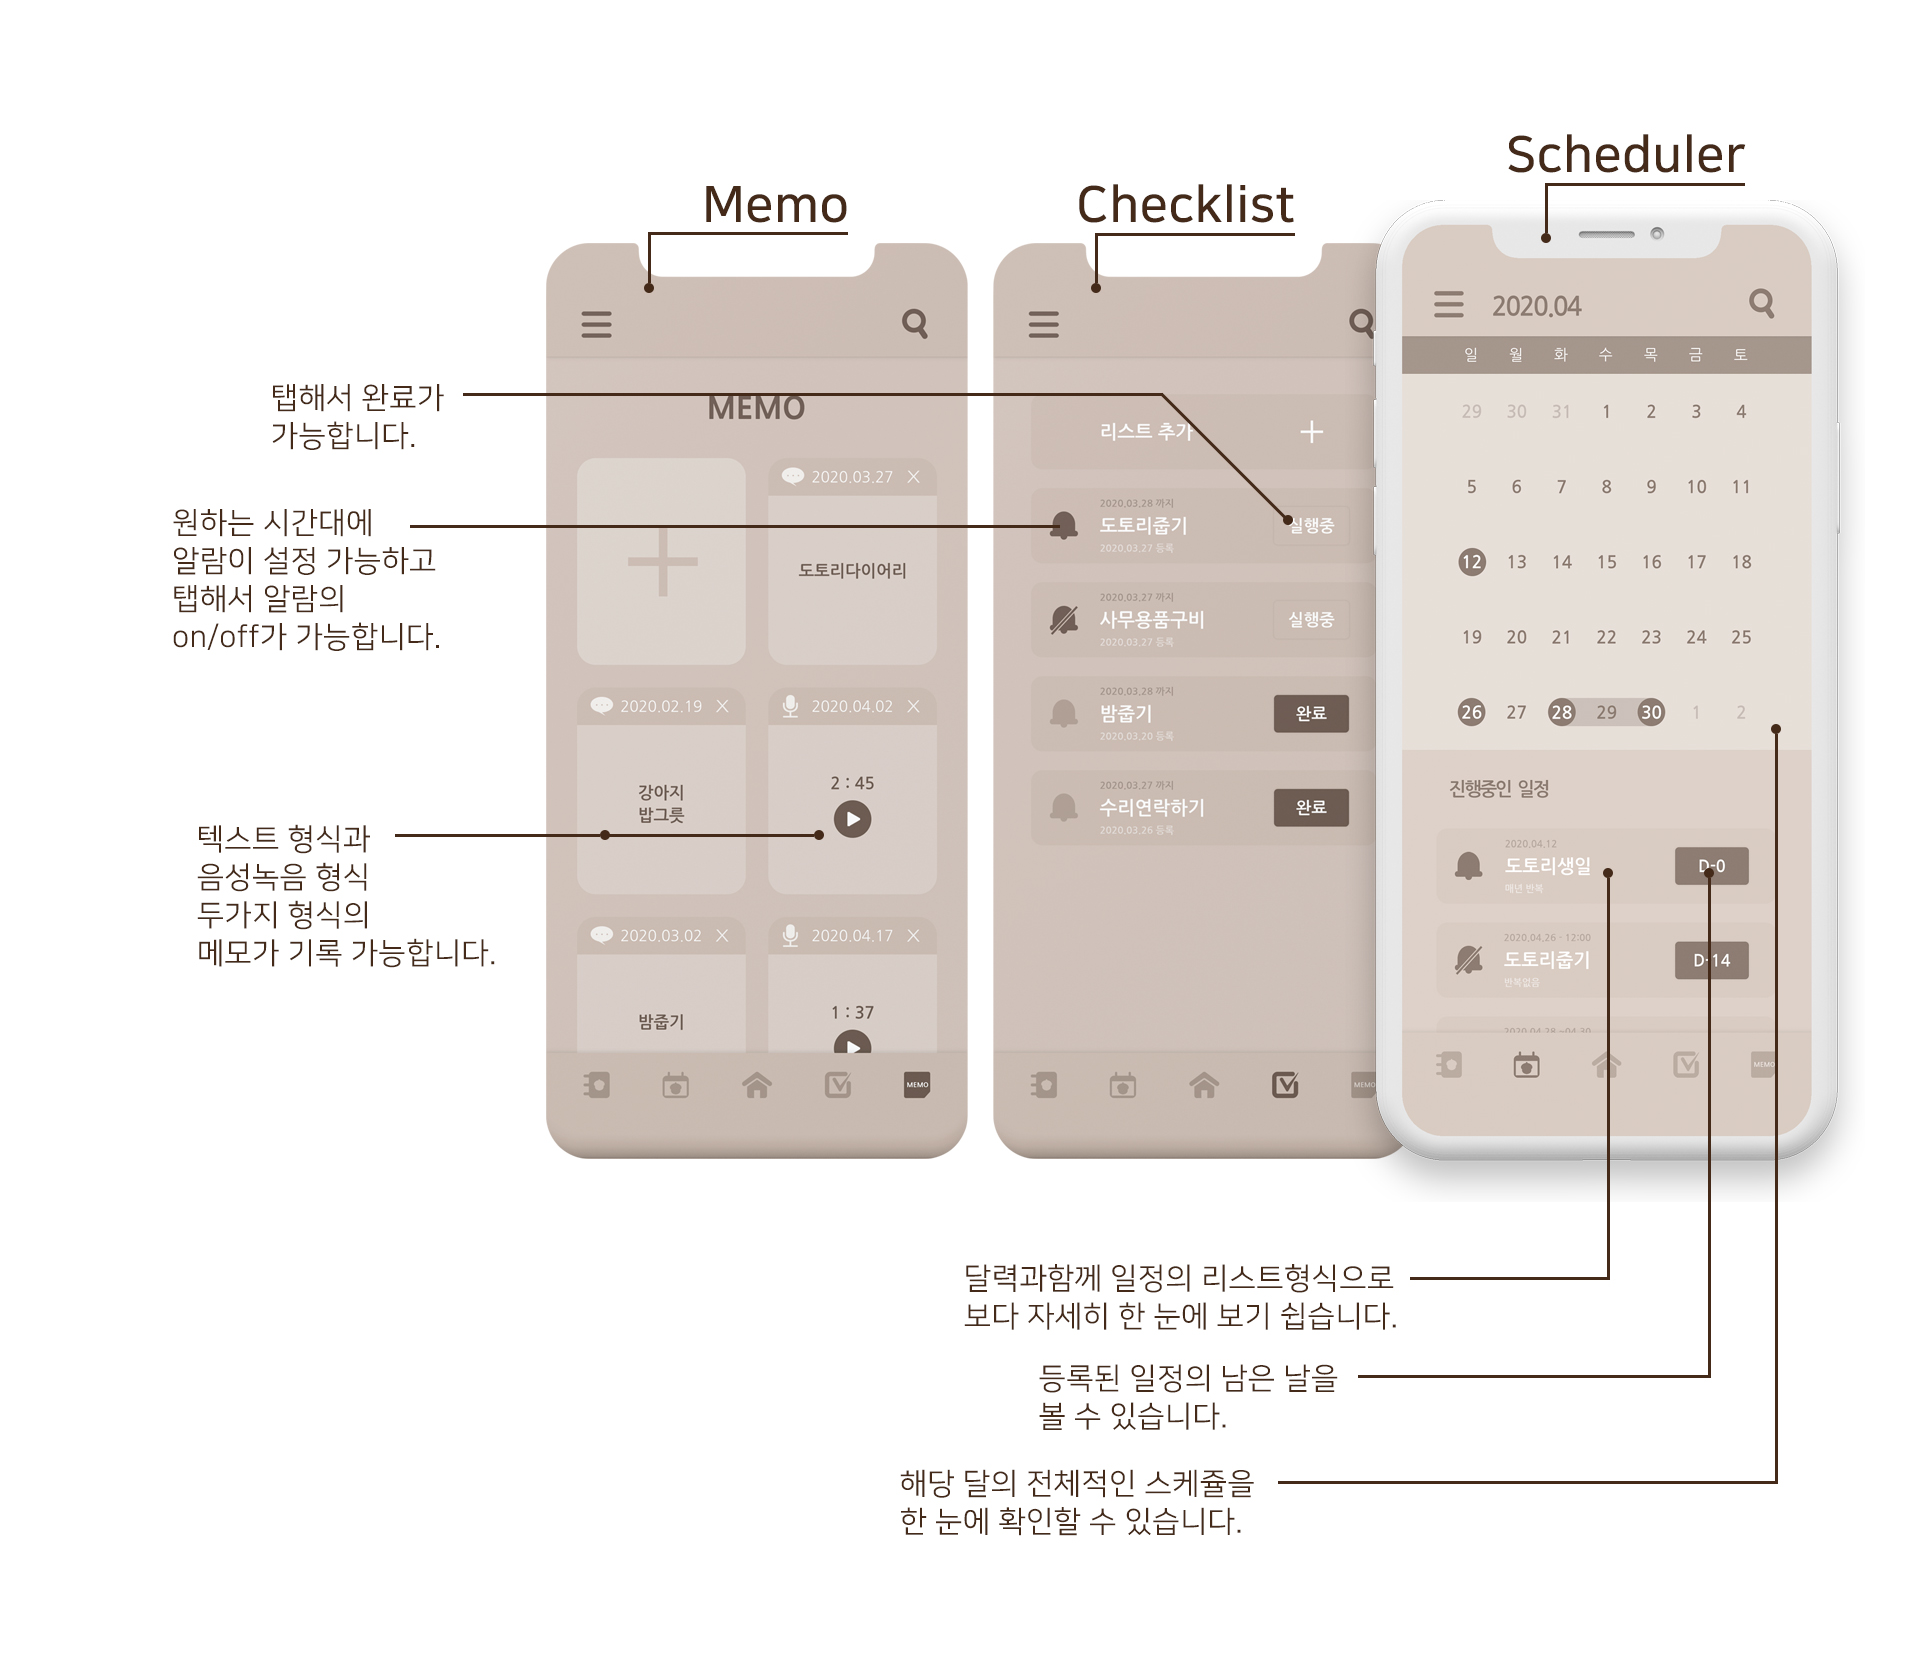 Scheduler
Memo
Checklist
탭해서 완료가
가능합니다.
원하는 시간대에
알람이 설정 가능하고
탭해서 알람의
on/off가 가능합니다.
텍스트 형식과
음성녹음 형식
두가지 형식의
메모가 기록 가능합니다.
MEMO
2020.03.27
도토리다이어리
2020.02.19
강아지
밥그릇
2020.04.02
2 : 45
2020.03.02
밤줍기
2020.04.17
1 : 37
MEMO
리스트 추가
2020.03.28 까지
도토리줍기
2020.03.27 등록
실행중
2020.03.27 까지
사무용품구비
2020.03.27 등록
실행중
2020.03.28 까지
밤줍기
2020.03.20 등록
완료
2020.03.27 까지
수리연락하기
2020.03.26 등록
완료
MEMO
2020.04
일 월 화 수 목 금 토
29 30 31 1 2 3 4
5 6 7 8 9 10 11
12 13 14 15 16 17 18
19 20 21 22 23 24 25
26 27 28 29 30 1 2
진행중인 일정
2020.04.12
도토리생일
매년 반복
D-0
2020.04.26 - 12:00
도토리줍기
반복없음
D-14
2020.04.28 ~04.30
MEMO
달력과함께 일정의 리스트형식으로
보다 자세히 한 눈에 보기 쉽습니다.
등록된 일정의 남은 날을
볼 수 있습니다.
해당 달의 전체적인 스케쥴을
한 눈에 확인할 수 있습니다.